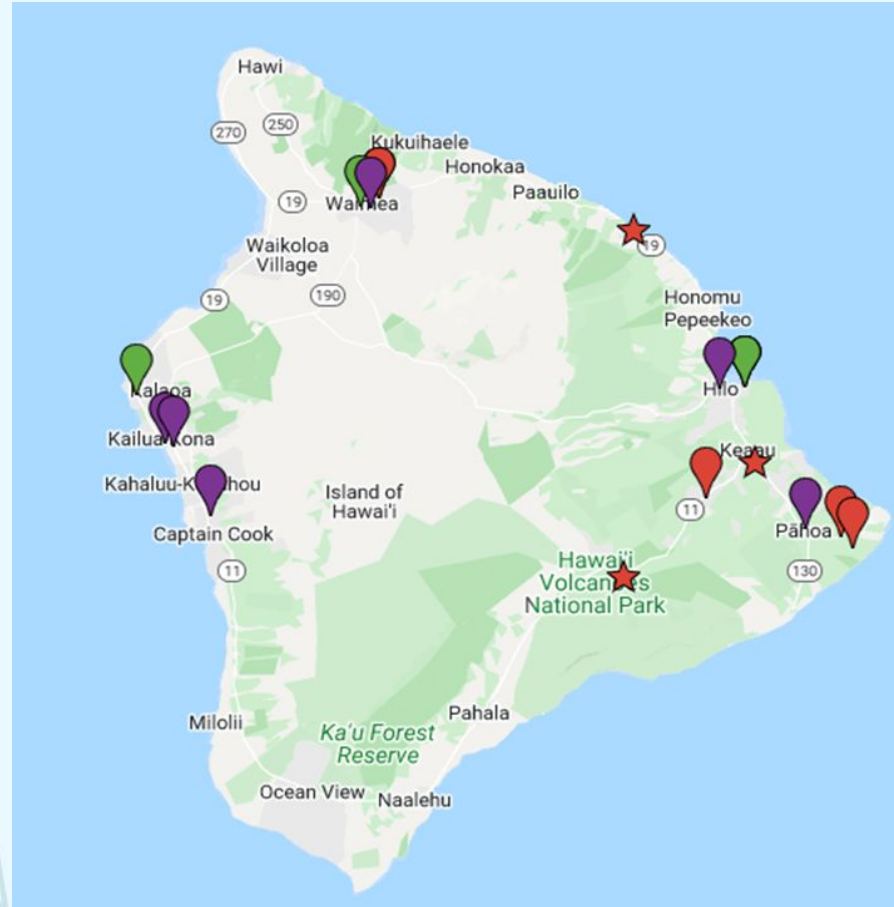 Hawi
270
250
Kukuihaele
Honokaa
19
Waimea
Paauilo
19
Waikoloa
Village
19
190
Honomu
Pepeekeo
Kalaoa
Hilo
Kailua-Kona
Keaau
Kahaluu-K hou
Island of
Hawai'i
11
Captain Cook
Pāhoa
11
130
Hawai'i
Volcanoes
National Park
Milolii
Pahala
Ka'u Forest
Reserve
Ocean View
Naalehu